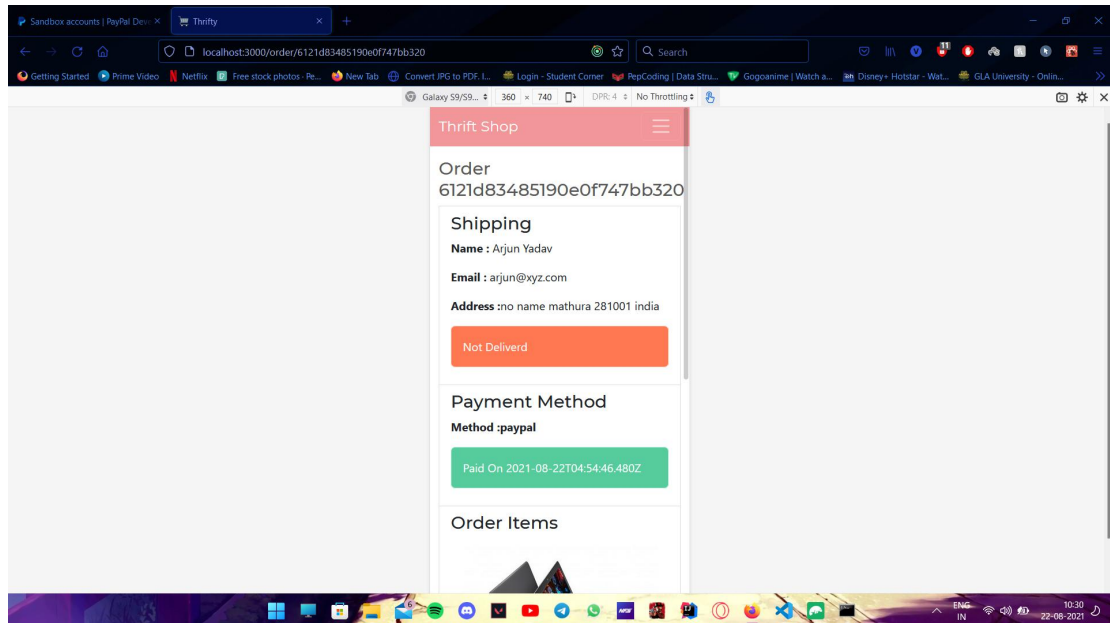 Sandbox accounts | PayPal Deve
Thrifty
localhost:3000/order/6121d83485190e0f747bb320
Search
11
Getting Started
Prime Video
Netflix
Free stock photos · Pe...
New Tab
Convert JPG to PDF. I...
Login - Student Corner
PepCoding | Data Stru...
Gogoanime | Watch a...
Disney+ Hotstar - Wat...
GLA University - Onlin...
Galaxy S9/S9...
360 × 740
DPR: 4
No Throttling
Thrift Shop
Order
6121d83485190e0f747bb320
Shipping
Name : Arjun Yadav
Email : arjun@xyz.com
Address :no name mathura 281001 india
Not Deliverd
Payment Method
Method :paypal
Paid On 2021-08-22T04:54:46.480Z
Order Items
6
ENG
IN
10:30
22-08-2021